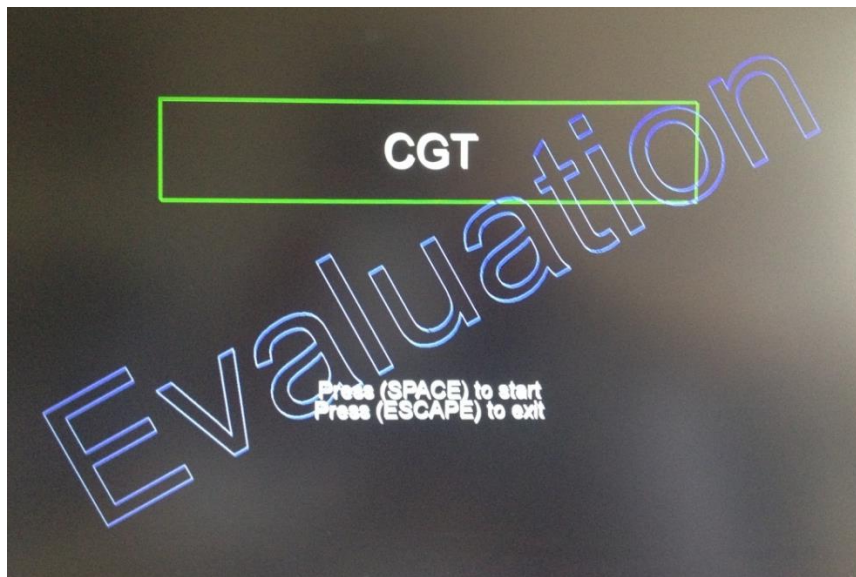 CGT
Evaluation
Press (SPACE) to start
Press (ESCAPE) to exit